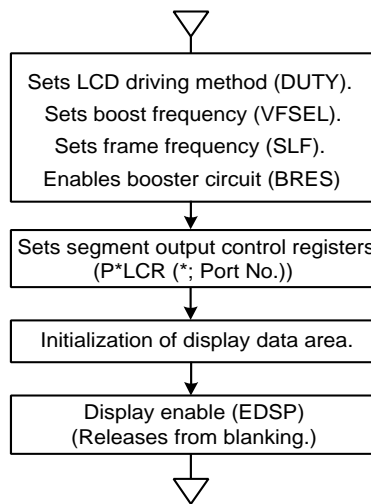 Sets LCD driving method (DUTY).
Sets boost frequency (VFSEL).
Sets frame frequency (SLF).
Enables booster circuit (BRES)
Sets segment output control registers
(P*LCR (*; Port No.))
Initialization of display data area.
Display enable (EDSP)
(Releases from blanking.)